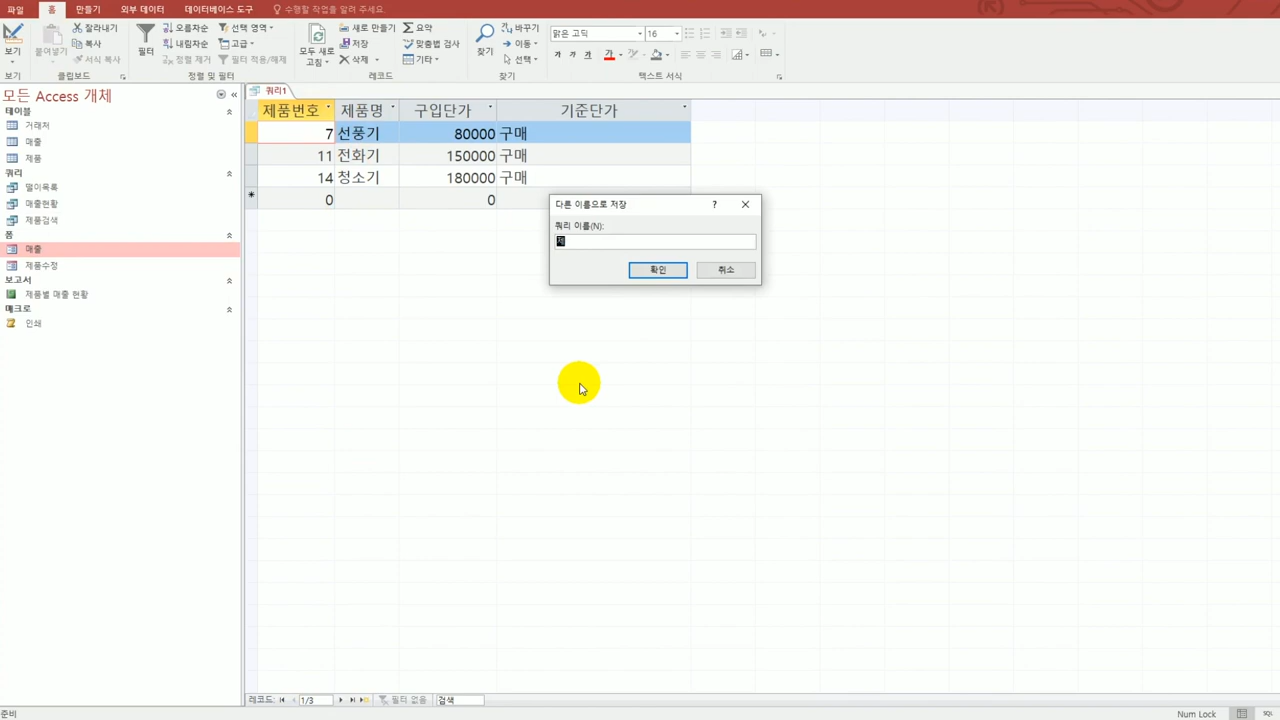 파일 홈 만들기 외부 데이터 데이터베이스 도구 수행할 작업을 알려 주세요.
보기 붙여넣기 잘라내기 복사 서식 복사 필터 오름차순 내림차순 정렬 제거 선택 영역 고급 필터 적용/해제 모두 새로 고침 새로 만들기 저장 삭제 요약 맞춤법 검사 기타 찾기 바꾸기 이동 선택 맑은 고딕 16 가 가 가 가
보기 클립보드 정렬 및 필터 레코드 찾기 텍스트 서식
모든 Access 개체
테이블
거래처
매출
제품
쿼리
떨이목록
매출현황
제품검색
폼
매출
제품수정
보고서
제품별 매출 현황
매크로
인쇄
쿼리1
제품번호 제품명 구입단가 기준단가
7 선풍기 80000 구매
11 전화기 150000 구매
14 청소기 180000 구매
* 0 0
다른 이름으로 저장 ?
쿼리 이름(N):
확인 취소
레코드: 1/3 필터 없음 검색
준비 Num Lock SQL